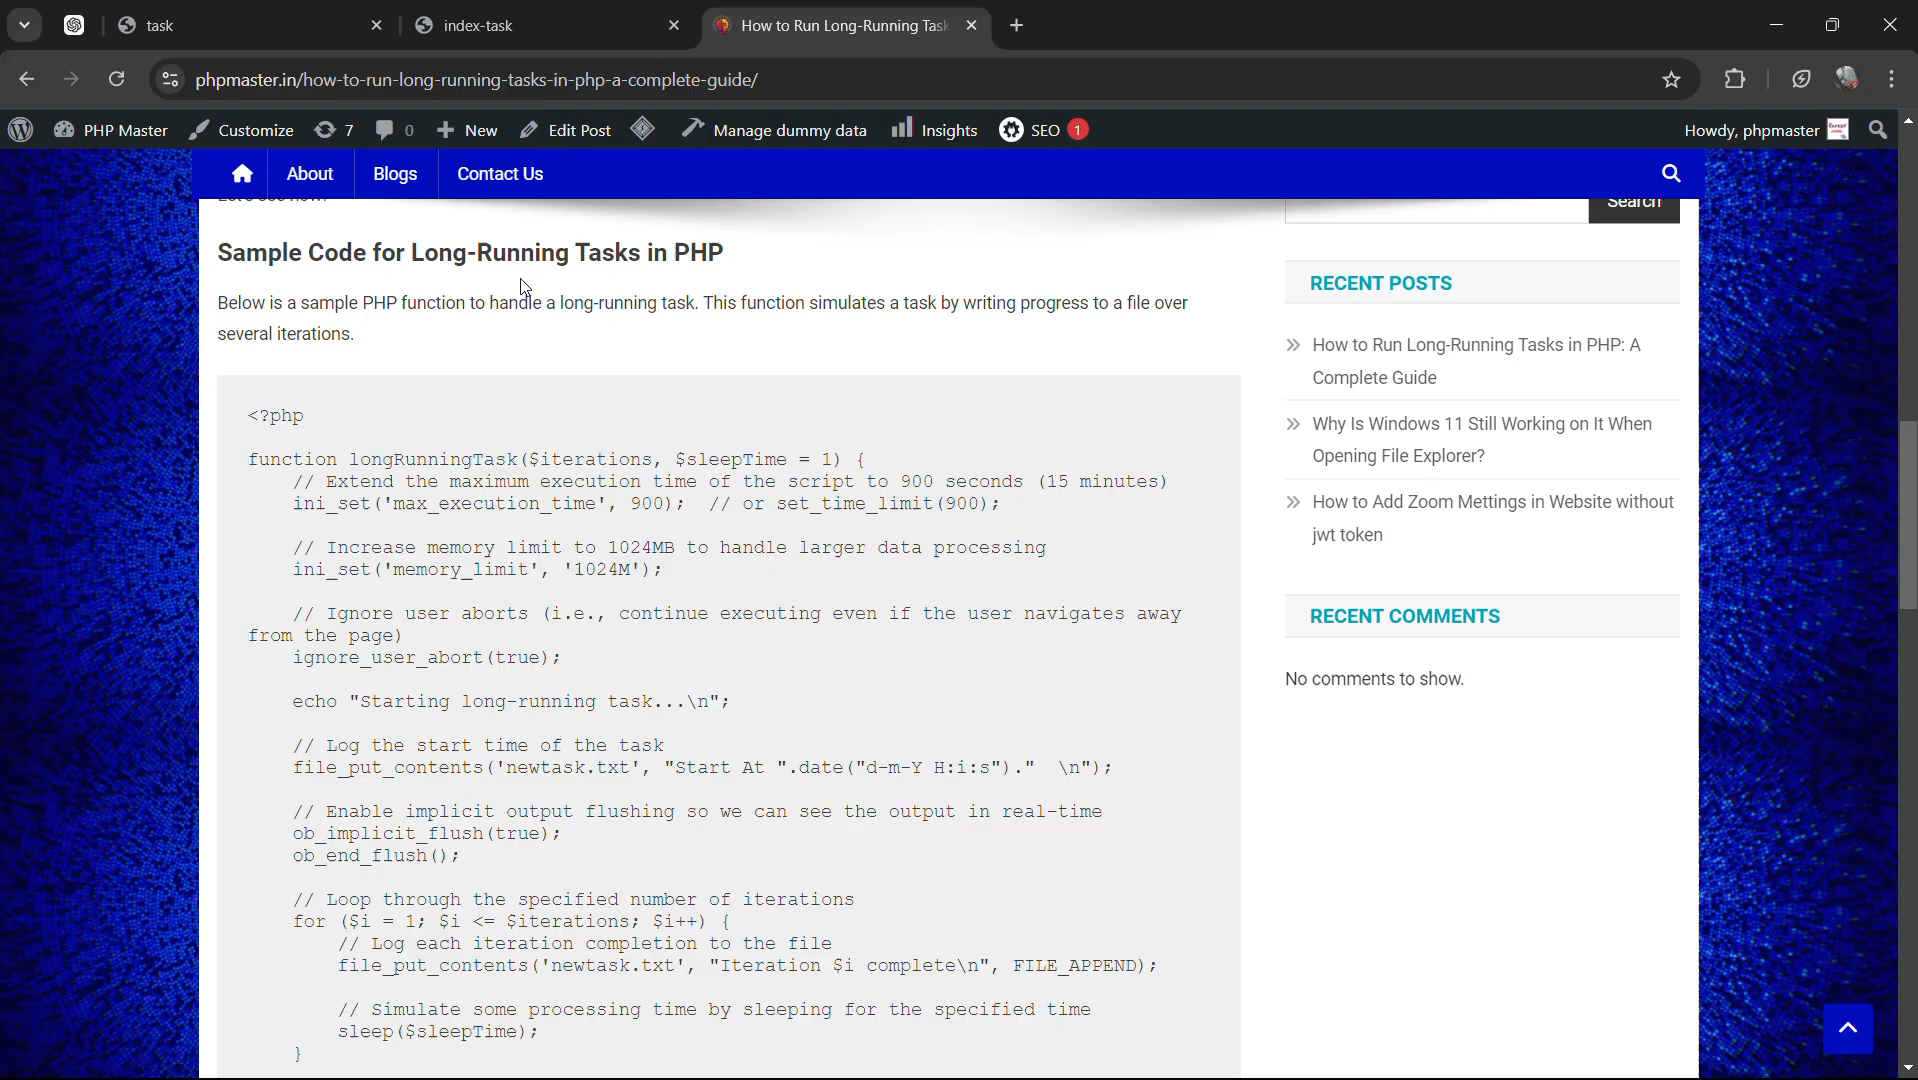 task
index-task
How to Run Long-Running Task
phpmaster.in/how-to-run-long-running-tasks-in-php-a-complete-guide/
PHP Master
Customize
7
0
New
Edit Post
Manage dummy data
Insights
SEO
1
Howdy, phpmaster
About
Blogs
Contact Us
Let's see how!
Search
Sample Code for Long-Running Tasks in PHP
Below is a sample PHP function to handle a long-running task. This function simulates a task by writing progress to a file over
several iterations.
<?php
function longRunningTask($iterations, $sleepTime = 1) {
// Extend the maximum execution time of the script to 900 seconds (15 minutes)
ini_set('max_execution_time', 900);  // or set_time_limit(900);
// Increase memory limit to 1024MB to handle larger data processing
ini_set('memory_limit', '1024M');
// Ignore user aborts (i.e., continue executing even if the user navigates away
from the page)
ignore_user_abort(true);
echo "Starting long-running task...\n";
// Log the start time of the task
file_put_contents('newtask.txt', "Start At ".date("d-m-Y H:i:s")."  \n");
// Enable implicit output flushing so we can see the output in real-time
ob_implicit_flush(true);
ob_end_flush();
// Loop through the specified number of iterations
for ($i = 1; $i <= $iterations; $i++) {
// Log each iteration completion to the file
file_put_contents('newtask.txt', "Iteration $i complete\n", FILE_APPEND);
// Simulate some processing time by sleeping for the specified time
sleep($sleepTime);
}
RECENT POSTS
How to Run Long-Running Tasks in PHP: A
Complete Guide
Why Is Windows 11 Still Working on It When
Opening File Explorer?
How to Add Zoom Mettings in Website without
jwt token
RECENT COMMENTS
No comments to show.